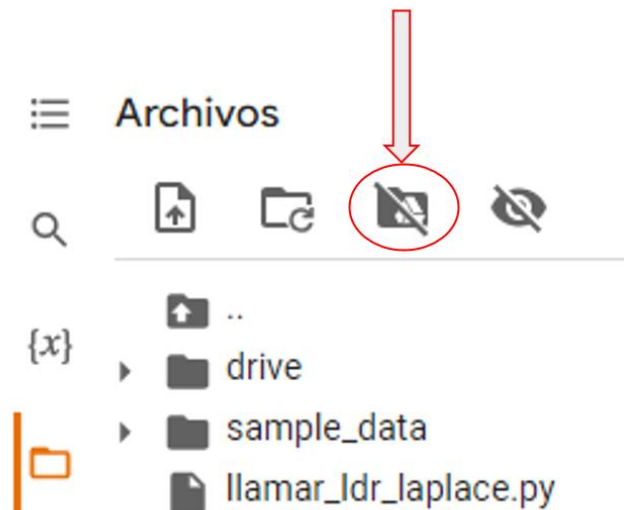 Archivos
..
{x}
drive
sample_data
llamar_ldr_laplace.py